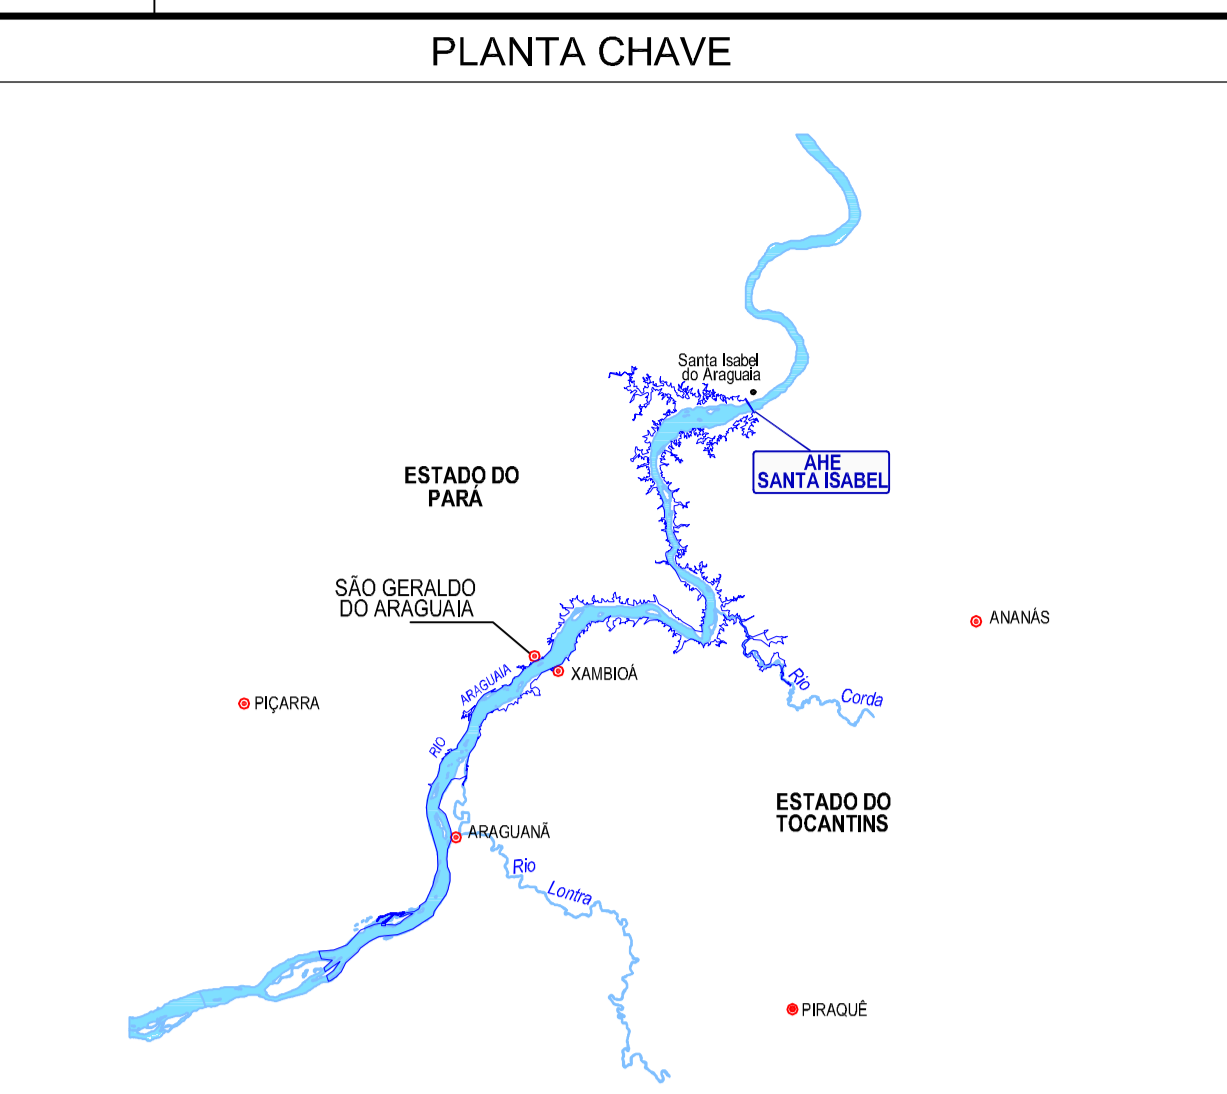 PLANTA CHAVE
Santa Isabel
do Araguaia
AHE
SANTA ISABEL
ESTADO DO
PARÁ
SÃO GERALDO
DO ARAGUAIA
ANANÁS
XAMBIOÁ
RIO ARAGUAIA
Rio Corda
PIÇARRA
ESTADO DO
TOCANTINS
ARAGUANÃ
Rio Lontra
PIRAQUÊ